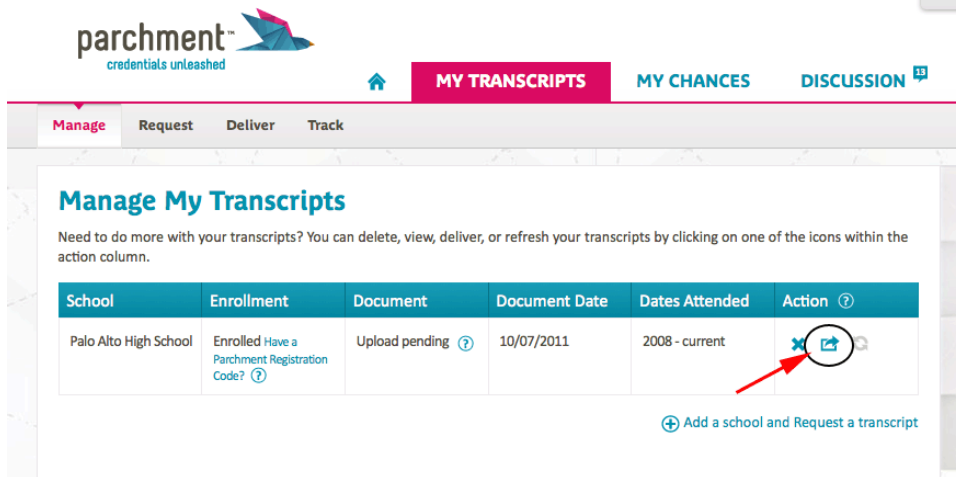 parchment™
credentials unleashed
MY TRANSCRIPTS
MY CHANCES
DISCUSSION 13
Manage
Request
Deliver
Track
Manage My Transcripts
Need to do more with your transcripts? You can delete, view, deliver, or refresh your transcripts by clicking on one of the icons within the
action column.
School
Enrollment
Document
Document Date
Dates Attended
Action ?
Palo Alto High School
Enrolled Have a
Parchment Registration
Code? ?
Upload pending ?
10/07/2011
2008 - current
Add a school and Request a transcript